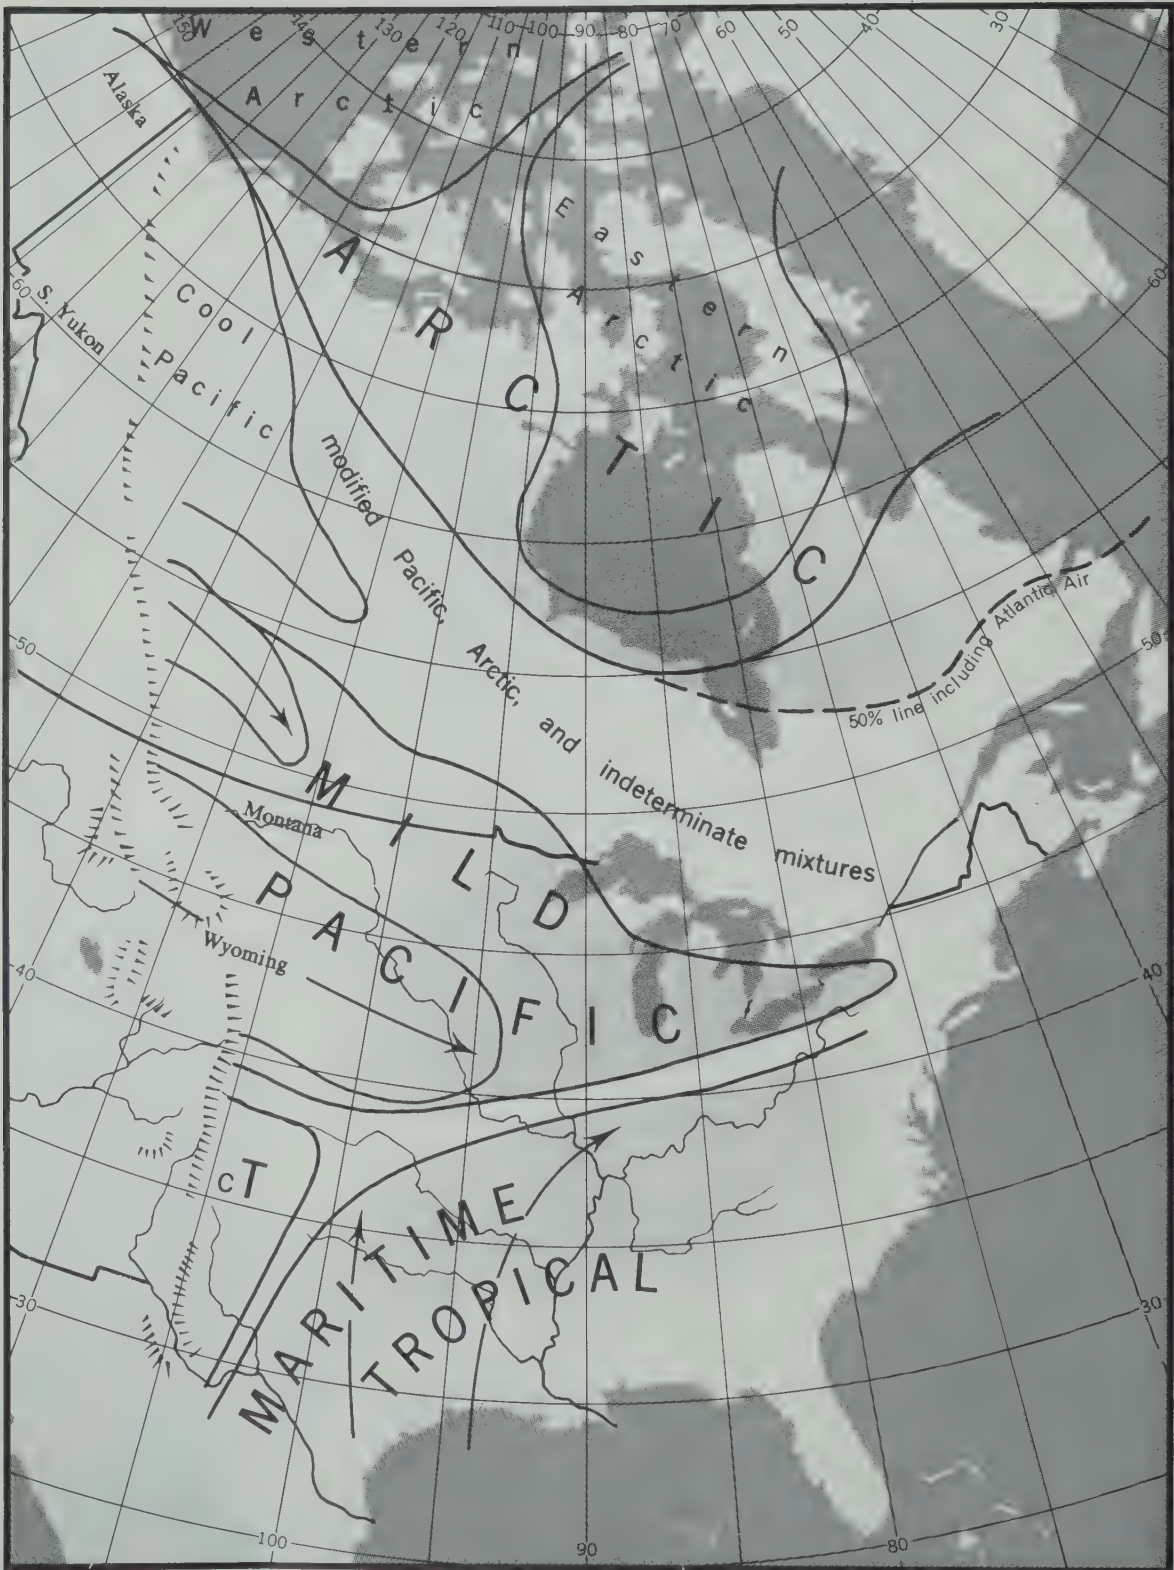 150 140 130 120 110 100 90 80 70 60 50 40 30
Western
Arctic
Alaska
Eastern
Arctic
ARCTIC
60
60
S. Yukon
Cool
Pacific
modified Pacific, Arctic, and indeterminate mixtures
50% line including Atlantic Air
50
50
MILD
PACIFIC
Montana
Wyoming
40
40
cT
MARITIME
TROPICAL
30
30
100
90
80